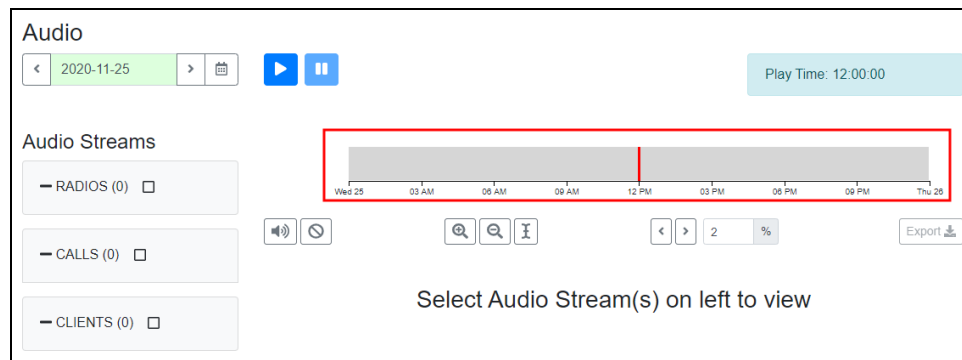 Audio
2020-11-25
Play Time: 12:00:00
Audio Streams
RADIOS (0)
Wed 25 03 AM 06 AM 09 AM 12 PM 03 PM 06 PM 09 PM Thu 26
2 %
Export
CALLS (0)
Select Audio Stream(s) on left to view
CLIENTS (0)